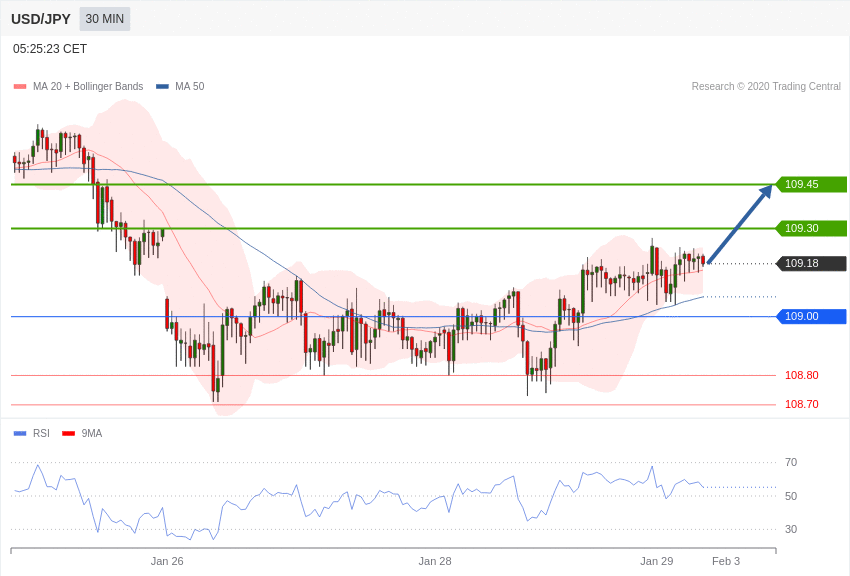 USD/JPY 30 MIN
05:25:23 CET
MA 20 + Bollinger Bands MA 50 Research © 2020 Trading Central
109.45
109.30
109.18
109.00
108.80
108.70
RSI 9MA
70
50
30
Jan 26 Jan 28 Jan 29 Feb 3